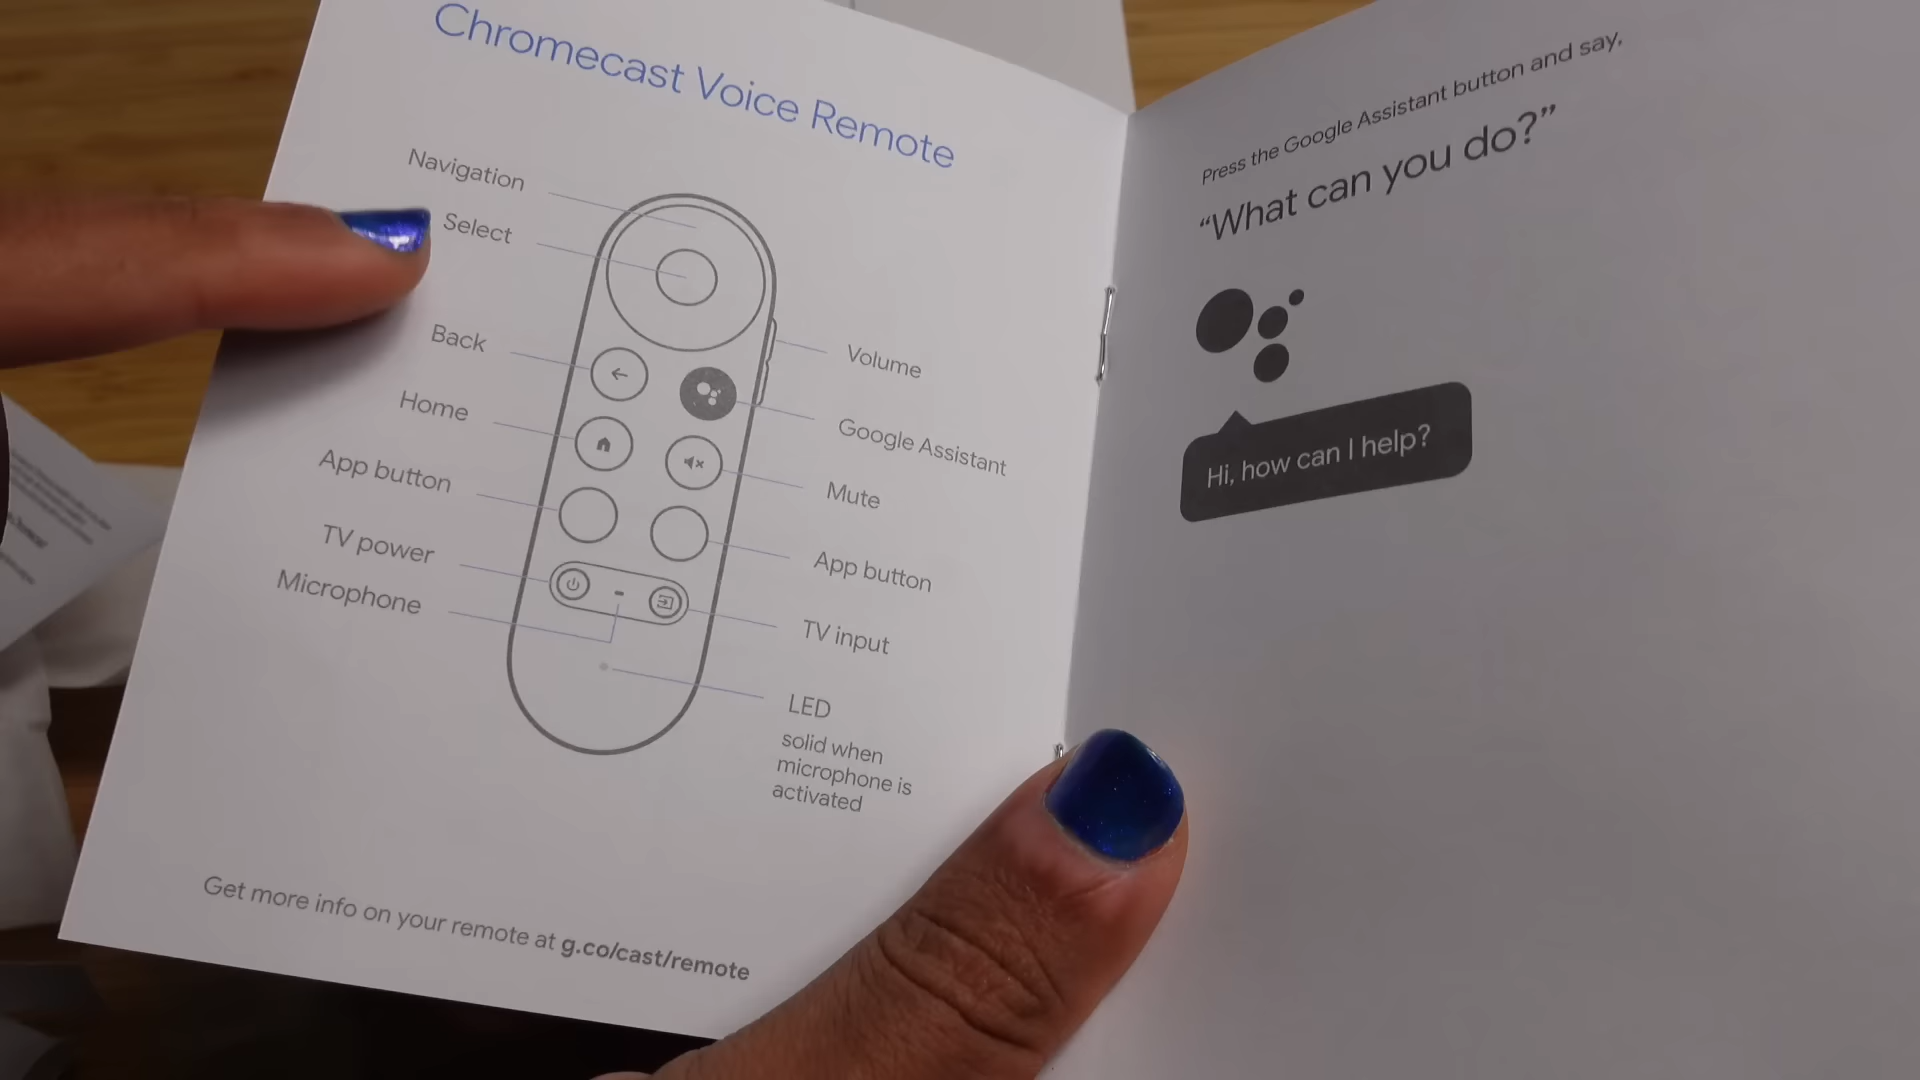 Chromecast Voice Remote
Navigation
Select
Back
Home
App button
TV power
Microphone
Volume
Google Assistant
Mute
App button
TV input
LED
solid when
microphone is
activated
Get more info on your remote at g.co/cast/remote
Press the Google Assistant button and say,
“What can you do?”
Hi, how can I help?